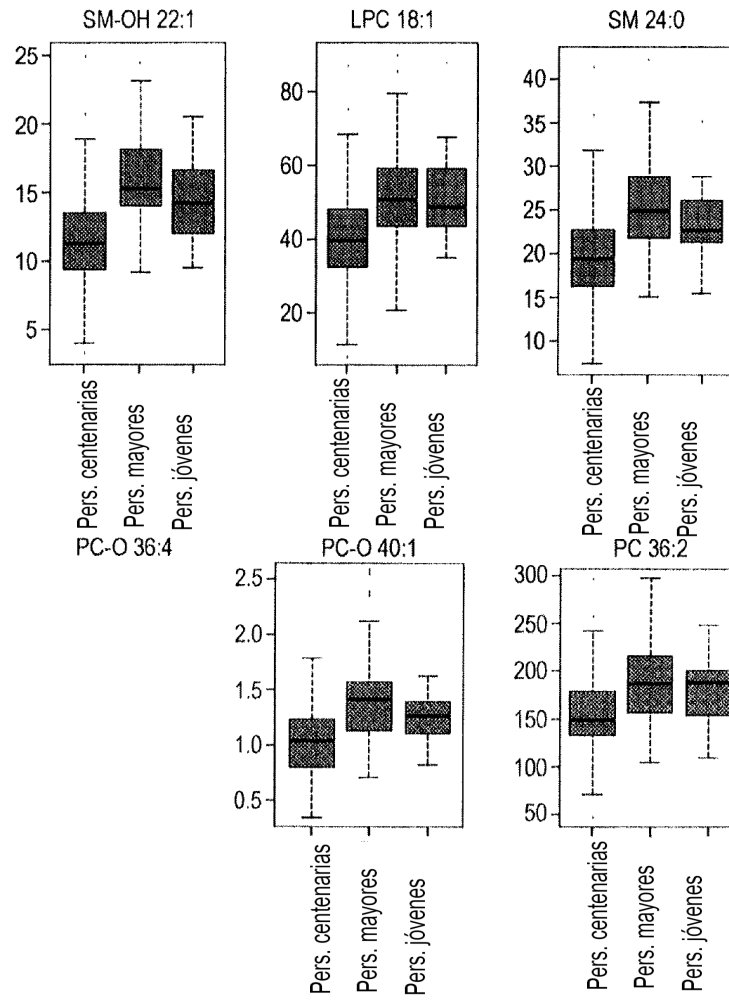 SM-OH 22:1
LPC 18:1
SM 24:0
25
20
15
10
5
80
60
40
20
40
35
30
25
20
15
10
Pers. centenarias
Pers. mayores
Pers. jóvenes
Pers. centenarias
Pers. mayores
Pers. jóvenes
Pers. centenarias
Pers. mayores
Pers. jóvenes
PC-O 36:4
PC-O 40:1
PC 36:2
2.5
2.0
1.5
1.0
0.5
300
250
200
150
100
50
Pers. centenarias
Pers. mayores
Pers. jóvenes
Pers. centenarias
Pers. mayores
Pers. jóvenes